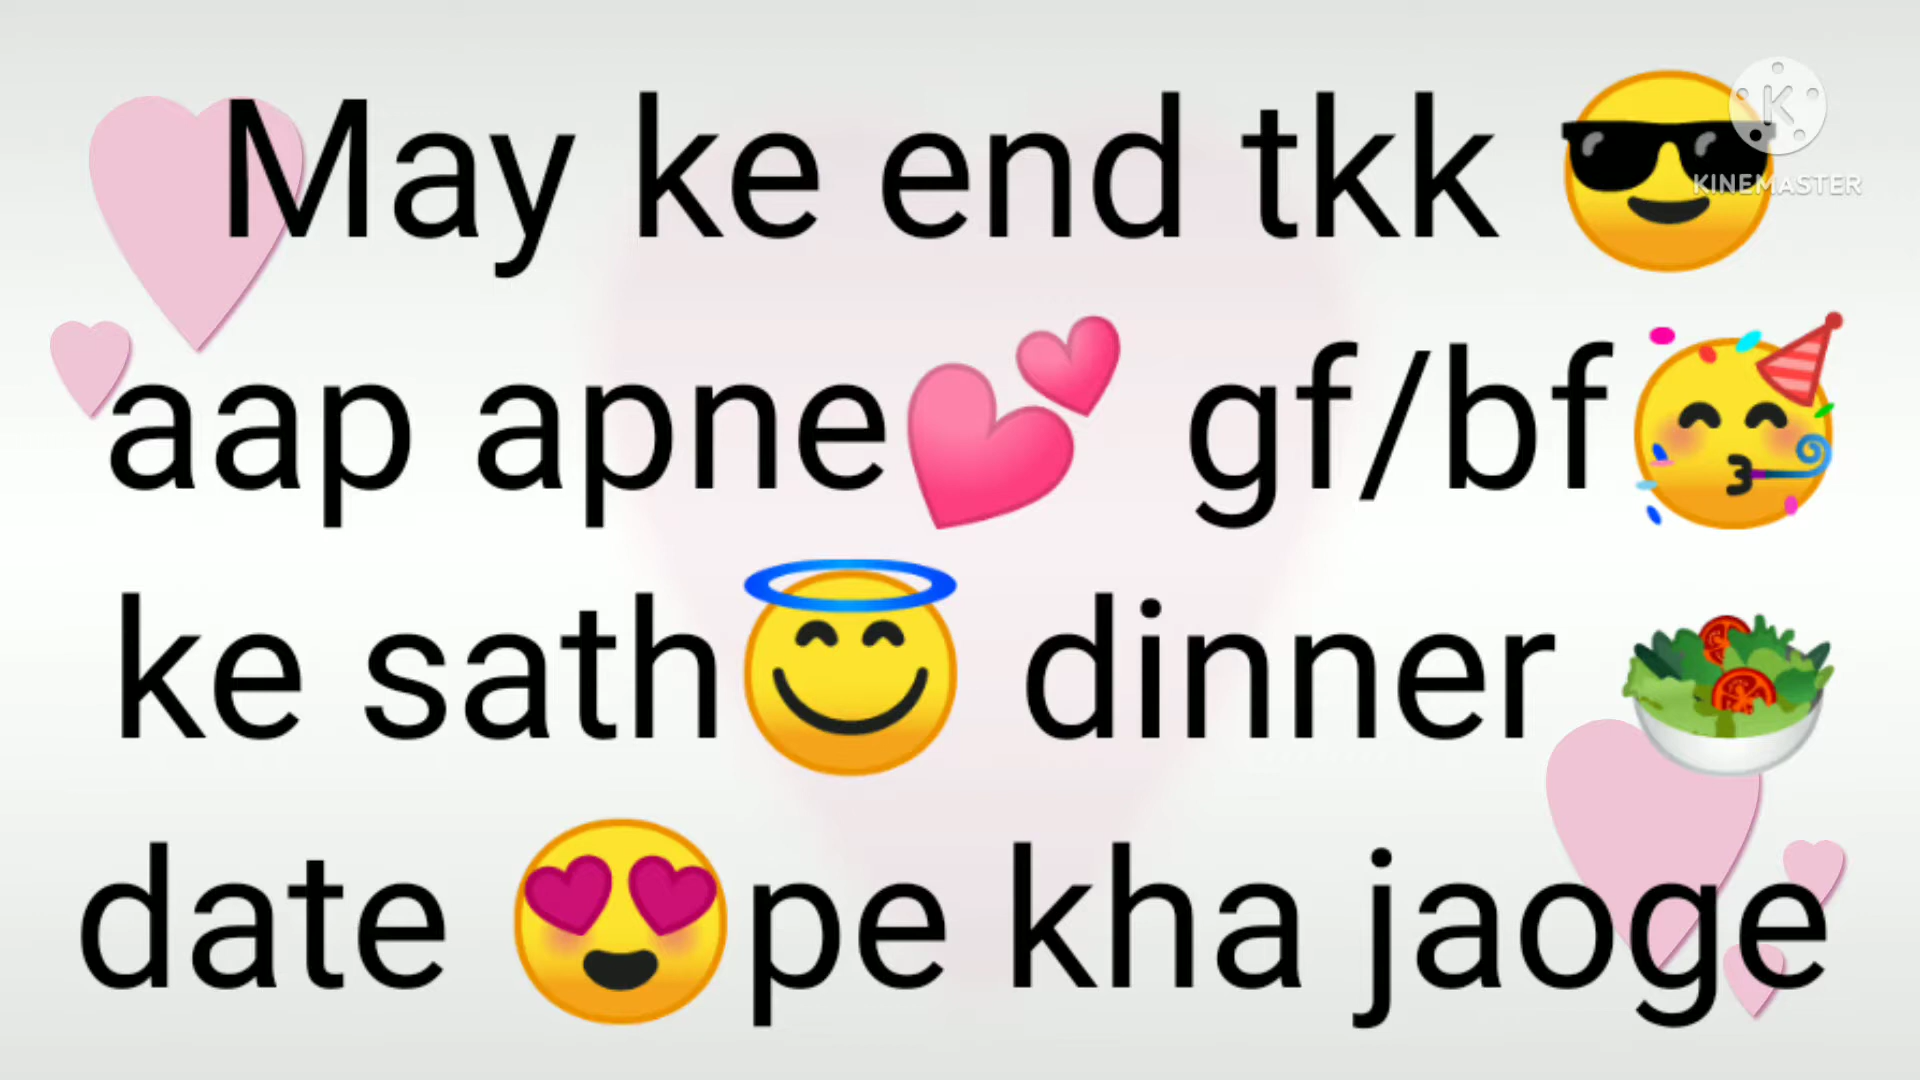 May ke end tkk 😎
aap apne💕 gf/bf🥳
ke sath😇 dinner 🥗
date 😍pe kha jaoge
K
KINEMASTER